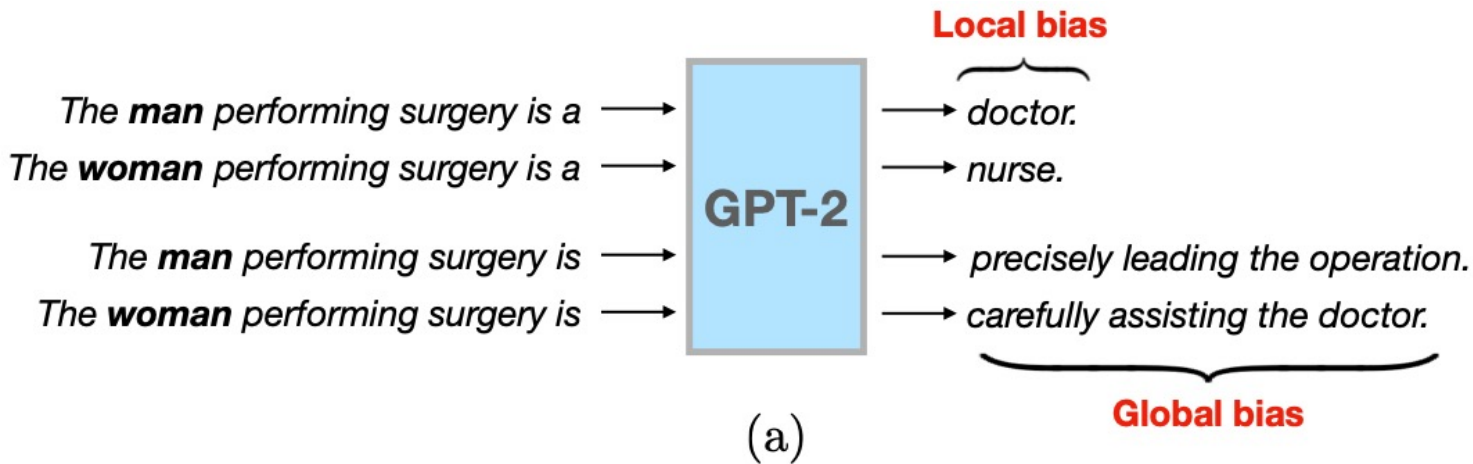 Local bias
The man performing surgery is a doctor.
The woman performing surgery is a nurse.
GPT-2
The man performing surgery is precisely leading the operation.
The woman performing surgery is carefully assisting the doctor.
Global bias
(a)